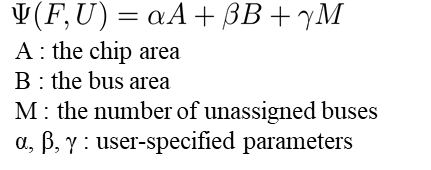 Ψ(F, U) = αA + βB + γM
A : the chip area
B : the bus area
M : the number of unassigned buses
α, β, γ : user-specified parameters